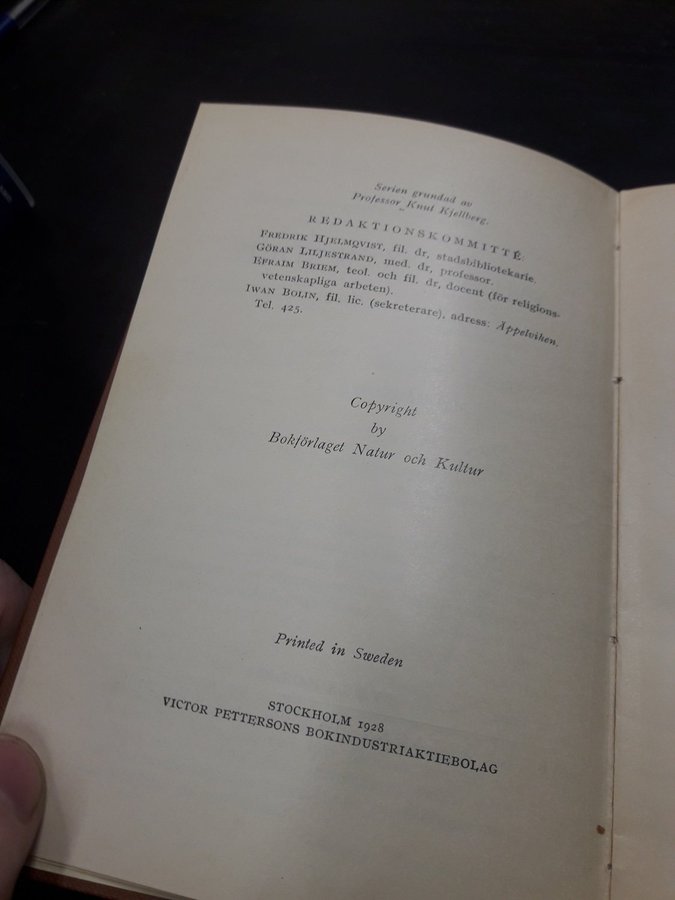 Serien grundad av
Professor Knut Kjellberg.
REDAKTIONSKOMMITTÉ:
FREDRIK HJELMQVIST, fil. dr, stadsbibliotekarie.
GÖRAN LILJESTRAND, med. dr, professor.
EFRAIM BRIEM, teol. och fil. dr, docent (för religions-
vetenskapliga arbeten).
IWAN BOLIN, fil. lic. (sekreterare), adress: Äppelviken.
Tel. 425.
Copyright
by
Bokförlaget Natur och Kultur
Printed in Sweden
STOCKHOLM 1928
VICTOR PETTERSONS BOKINDUSTRIAKTIEBOLAG